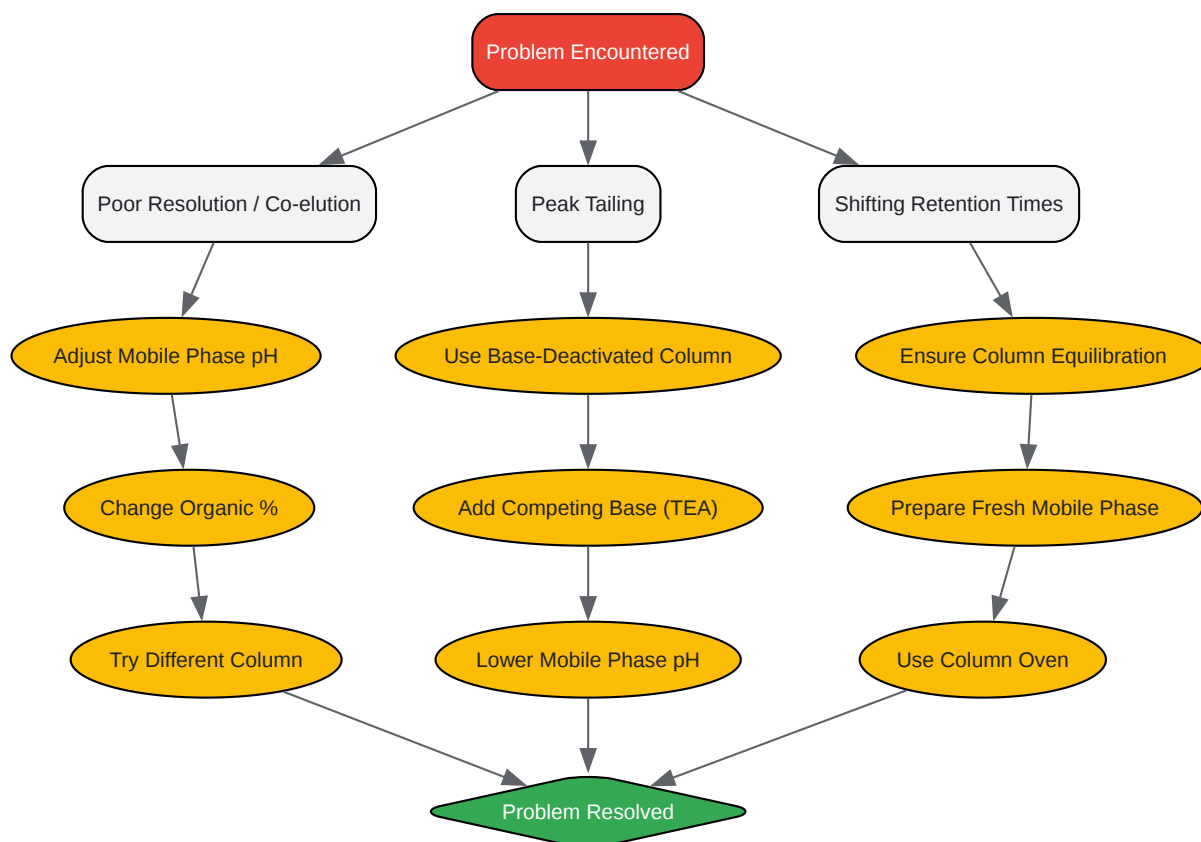 Problem Encountered
Poor Resolution / Co-elution
Peak Tailing
Shifting Retention Times
Adjust Mobile Phase pH
Use Base-Deactivated Column
Ensure Column Equilibration
Change Organic %
Add Competing Base (TEA)
Prepare Fresh Mobile Phase
Try Different Column
Lower Mobile Phase pH
Use Column Oven
Problem Resolved